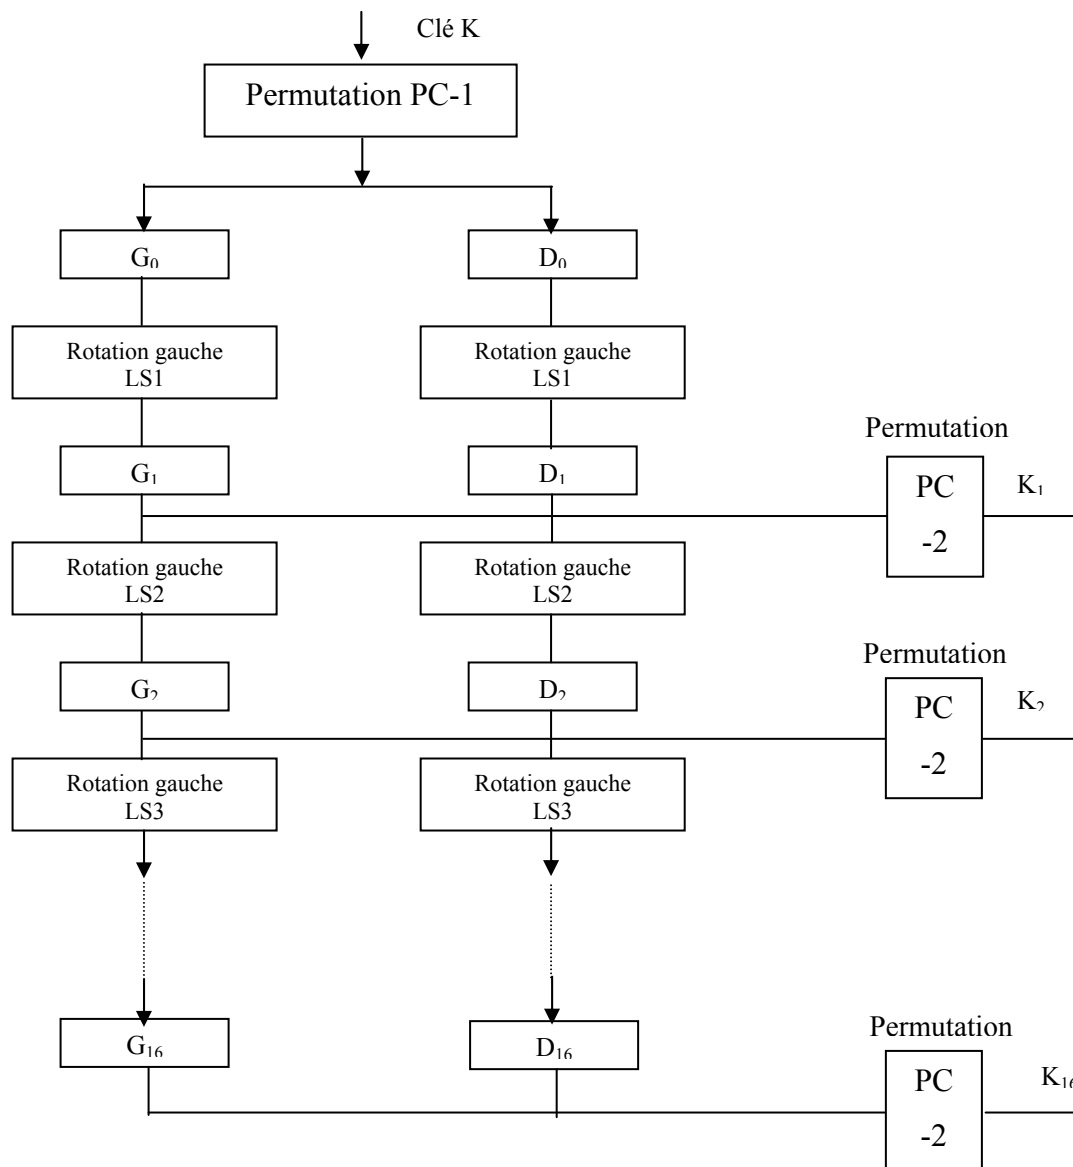 Clé K
Permutation PC-1
G₀ D₀
Rotation gauche
LS1
Rotation gauche
LS1
G₁ D₁
Permutation
PC
-2
K₁
Rotation gauche
LS2
Rotation gauche
LS2
G₂ D₂
Permutation
PC
-2
K₂
Rotation gauche
LS3
Rotation gauche
LS3
G₁₆ D₁₆
Permutation
PC
-2
K₁₆